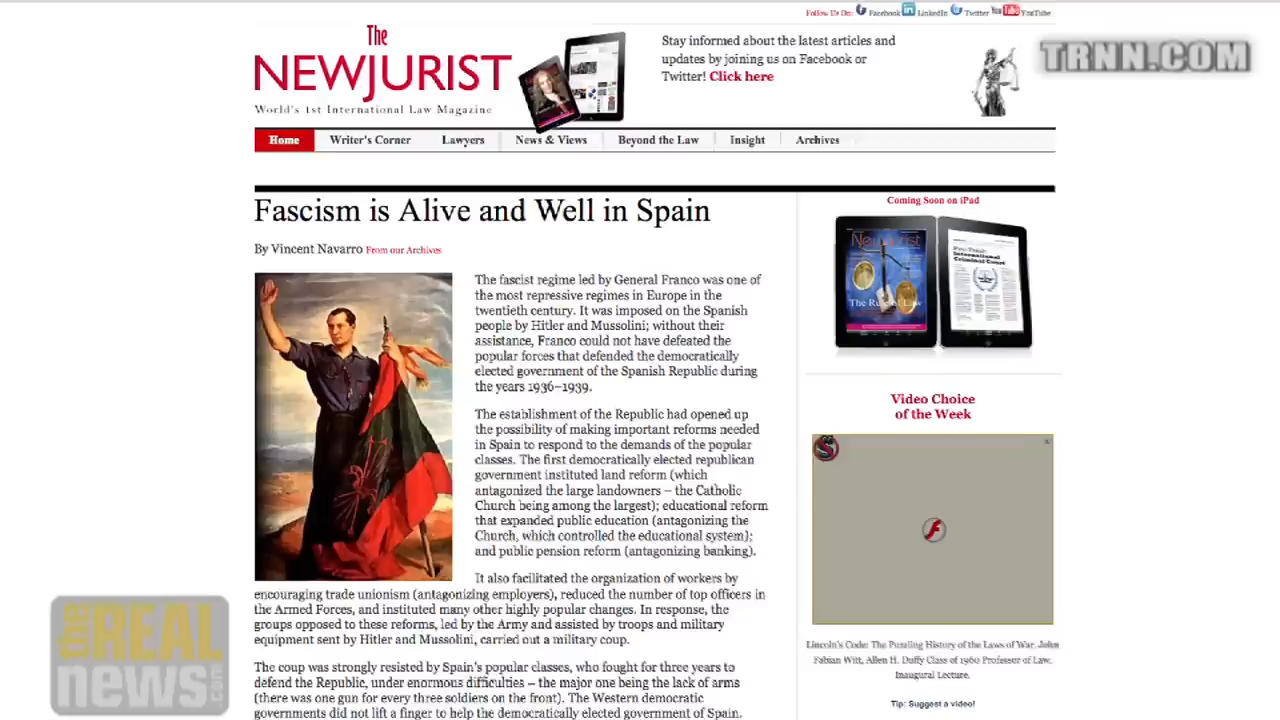 Follow Us On: Facebook LinkedIn Twitter YouTube
The
NEWJURIST
World's 1st International Law Magazine
Stay informed about the latest articles and
updates by joining us on Facebook or
Twitter! Click here
TRNN.COM
Home Writer's Corner Lawyers News & Views Beyond the Law Insight Archives
Fascism is Alive and Well in Spain
By Vincent Navarro From our Archives
The fascist regime led by General Franco was one of
the most repressive regimes in Europe in the
twentieth century. It was imposed on the Spanish
people by Hitler and Mussolini; without their
assistance, Franco could not have defeated the
popular forces that defended the democratically
elected government of the Spanish Republic during
the years 1936–1939.
The establishment of the Republic had opened up
the possibility of making important reforms needed
in Spain to respond to the demands of the popular
classes. The first democratically elected republican
government instituted land reform (which
antagonized the large landowners – the Catholic
Church being among the largest); educational reform
that expanded public education (antagonizing the
Church, which controlled the educational system);
and public pension reform (antagonizing banking).
It also facilitated the organization of workers by
encouraging trade unionism (antagonizing employers), reduced the number of top officers in
the Armed Forces, and instituted many other highly popular changes. In response, the
groups opposed to these reforms, led by the Army and assisted by troops and military
equipment sent by Hitler and Mussolini, carried out a military coup.
The coup was strongly resisted by Spain's popular classes, who fought for three years to
defend the Republic, under enormous difficulties – the major one being the lack of arms
(there was one gun for every three soldiers on the front). The Western democratic
governments did not lift a finger to help the democratically elected government of Spain.
Coming Soon on iPad
NewJurist
The Rule of Law
International
Criminal Court
Video Choice
of the Week
Lincoln's Code: The Puzzling History of the Laws of War. John
Fabian Witt, Allen H. Duffy Class of 1960 Professor of Law.
Inaugural Lecture.
Tip: Suggest a video!
the REAL
news.com